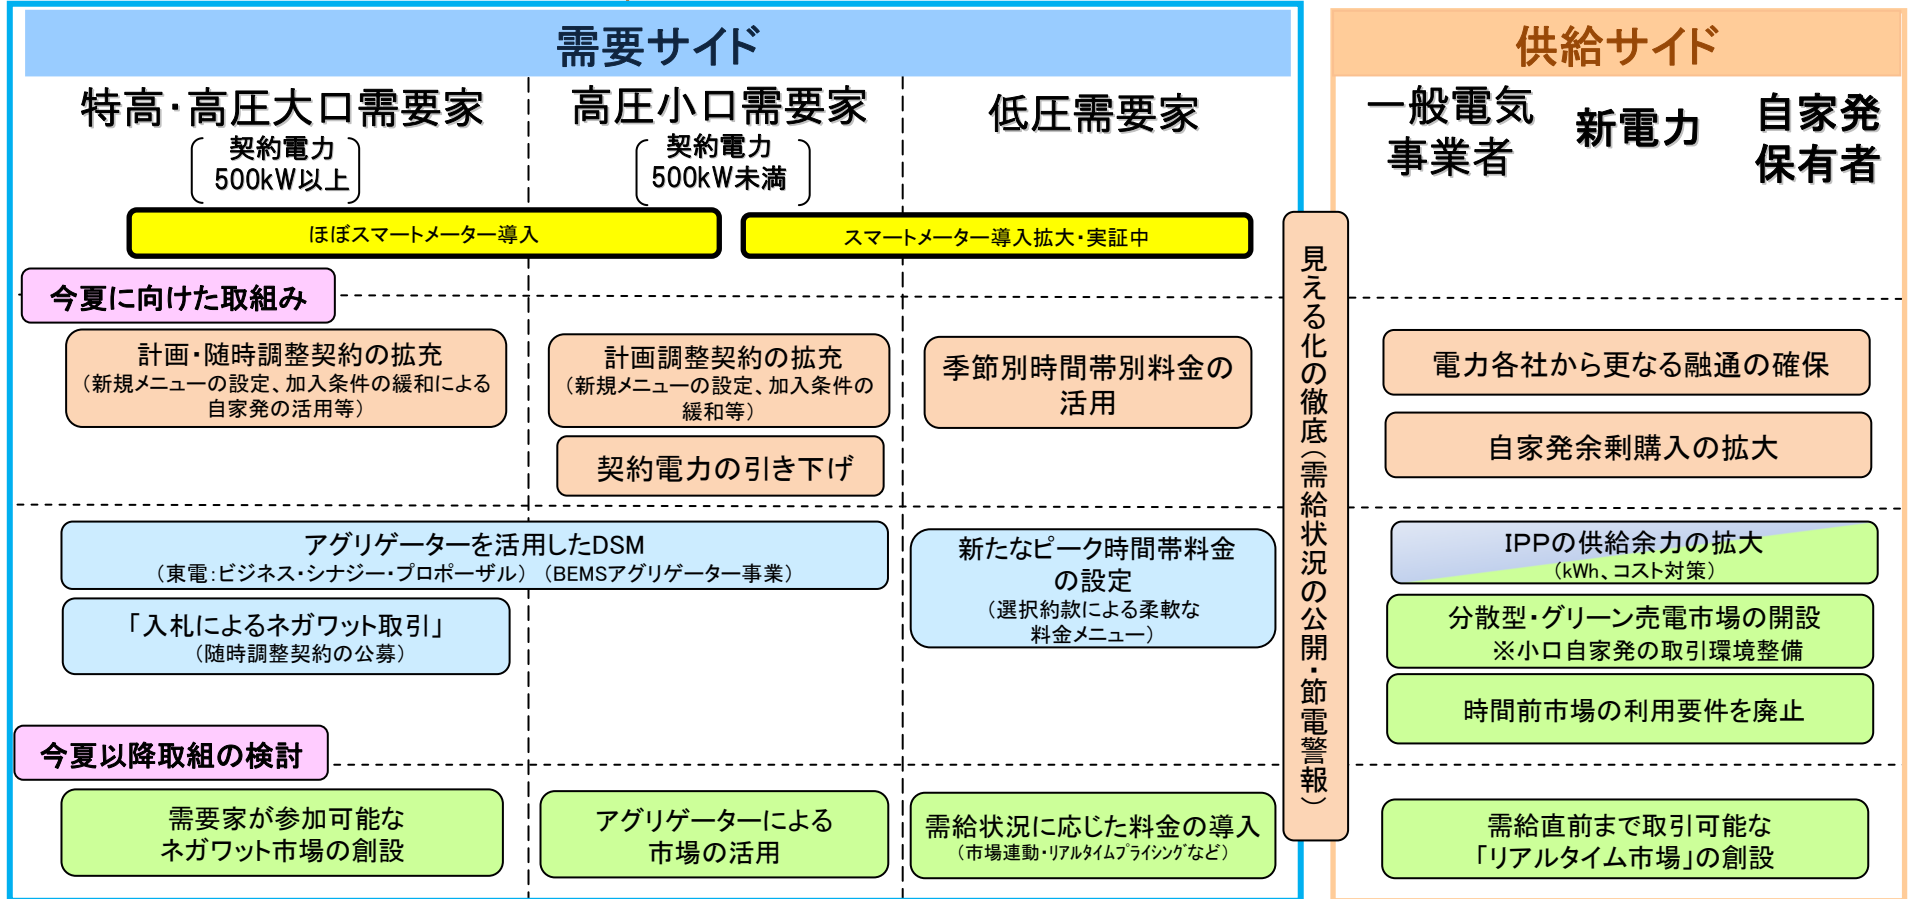 需要サイド
供給サイド
特高・高圧大口需要家
契約電力
500kW以上
高圧小口需要家
契約電力
500kW未満
低圧需要家
一般電気
事業者
新電力
自家発
保有者
ほぼスマートメーター導入
スマートメーター導入拡大・実証中
見える化の徹底（需給状況の公開・節電警報）
今夏に向けた取組み
計画・随時調整契約の拡充
（新規メニューの設定、加入条件の緩和による
自家発の活用等）
計画調整契約の拡充
（新規メニューの設定、加入条件の
緩和等）
契約電力の引き下げ
季節別時間帯別料金の
活用
電力各社から更なる融通の確保
自家発余剰購入の拡大
アグリゲーターを活用したDSM
（東電：ビジネス・シナジー・プロポーザル）（BEMSアグリゲーター事業）
「入札によるネガワット取引」
（随時調整契約の公募）
新たなピーク時間帯料金
の設定
（選択約款による柔軟な
料金メニュー）
IPPの供給余力の拡大
（kWh、コスト対策）
分散型・グリーン売電市場の開設
※小口自家発の取引環境整備
時間前市場の利用要件を廃止
今夏以降取組の検討
需要家が参加可能な
ネガワット市場の創設
アグリゲーターによる
市場の活用
需給状況に応じた料金の導入
（市場連動・リアルタイムプライシングなど）
需給直前まで取引可能な
「リアルタイム市場」の創設